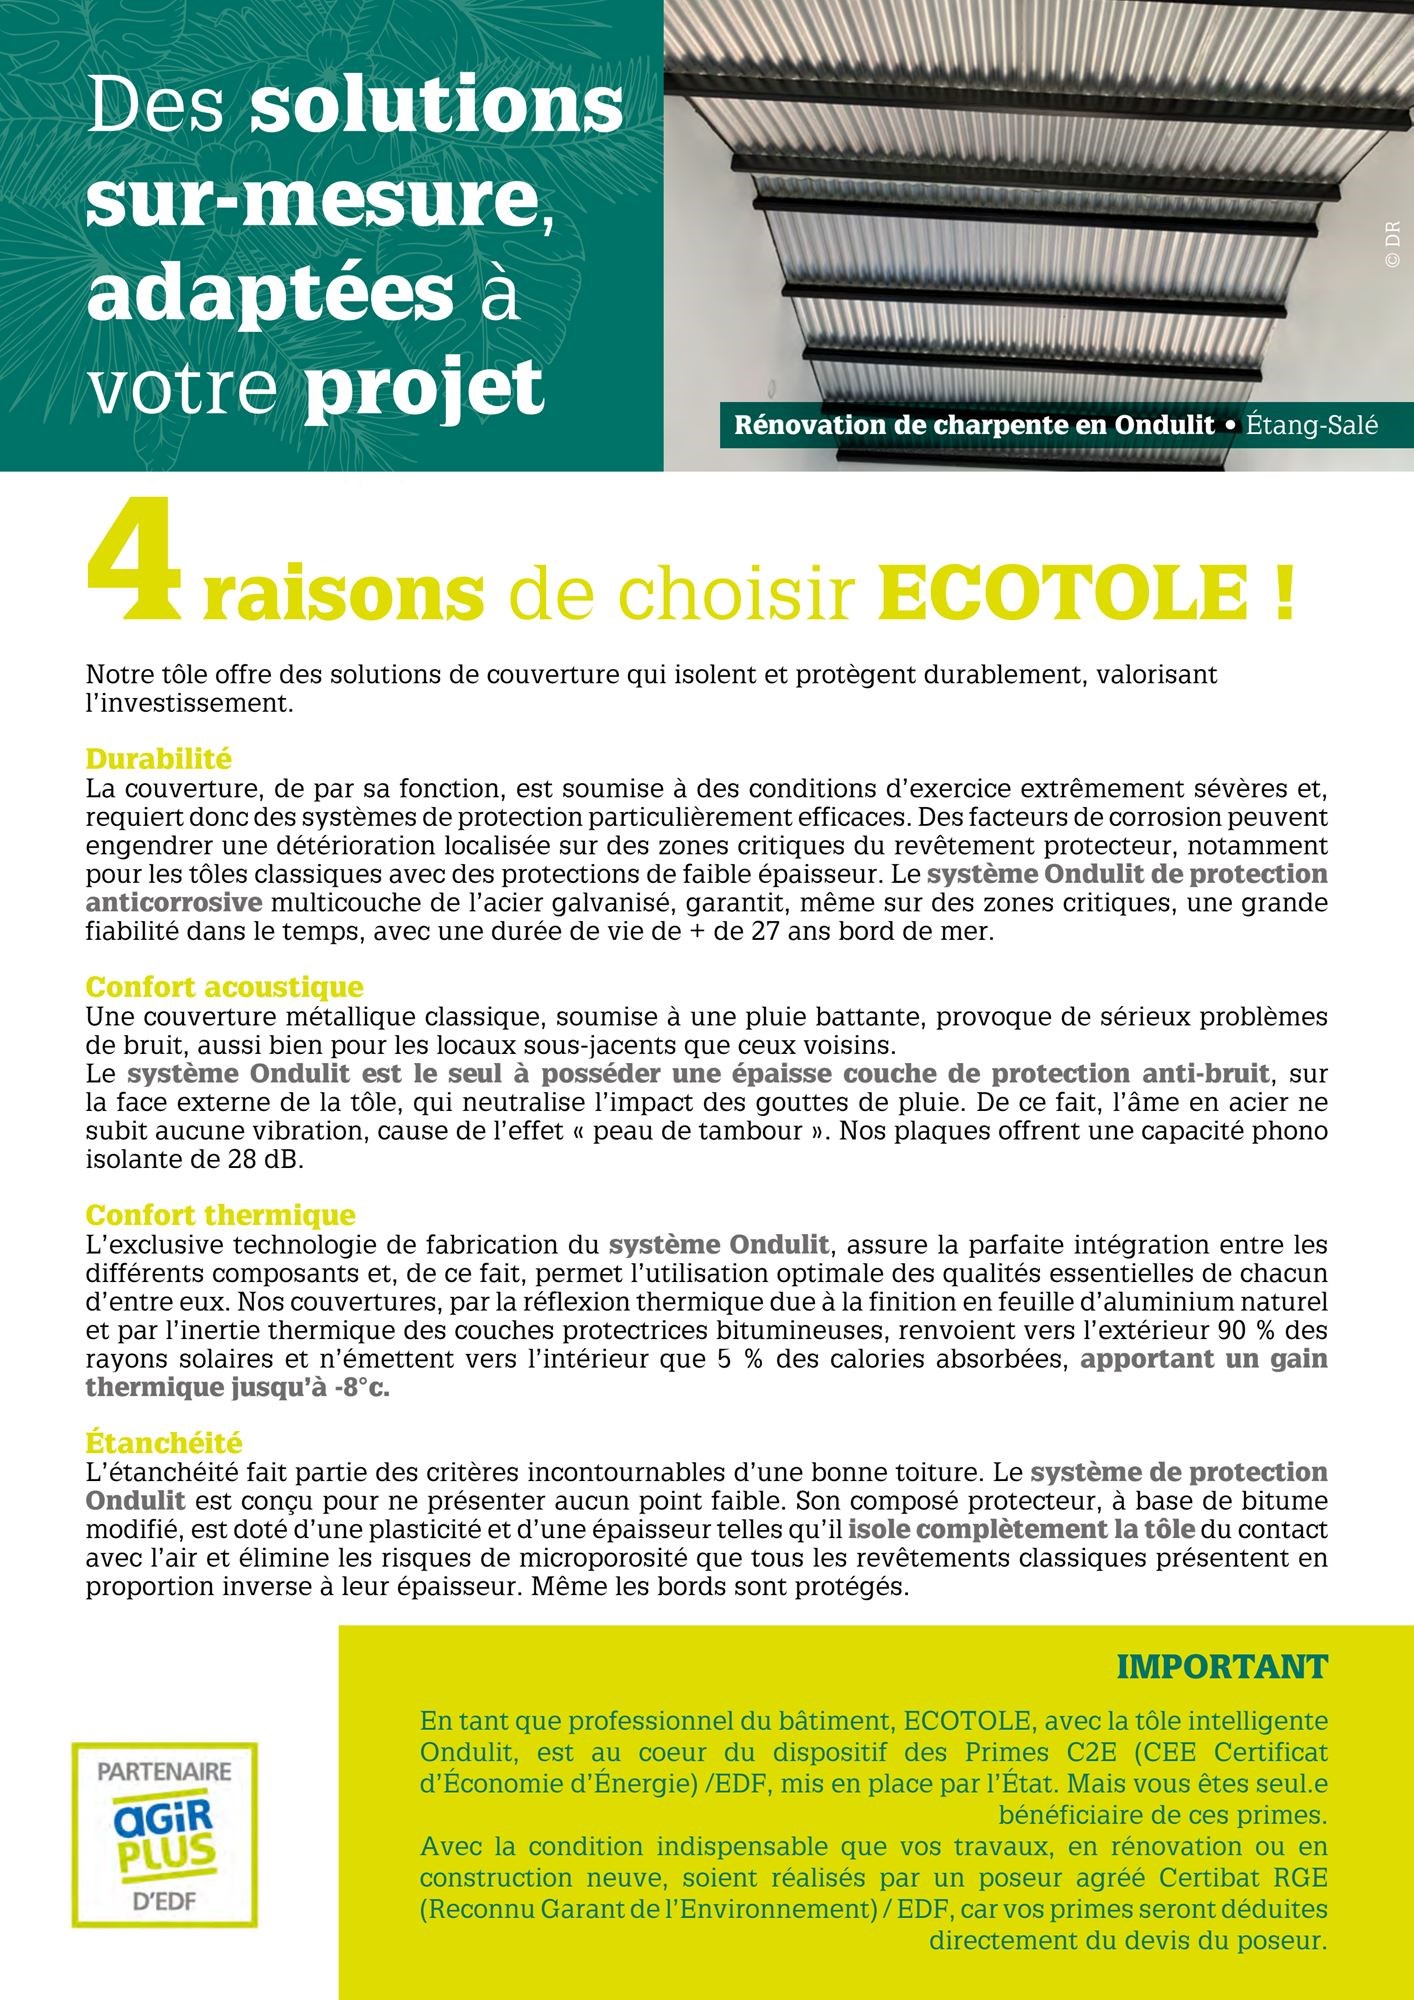 Des solutions
sur-mesure,
adaptées à
votre projet
© DR
Rénovation de charpente en Ondulit • Étang-Salé
4 raisons de choisir ECOTOLE !
Notre tôle offre des solutions de couverture qui isolent et protègent durablement, valorisant
l’investissement.
Durabilité
La couverture, de par sa fonction, est soumise à des conditions d’exercice extrêmement sévères et,
requiert donc des systèmes de protection particulièrement efficaces. Des facteurs de corrosion peuvent
engendrer une détérioration localisée sur des zones critiques du revêtement protecteur, notamment
pour les tôles classiques avec des protections de faible épaisseur. Le système Ondulit de protection
anticorrosive multicouche de l’acier galvanisé, garantit, même sur des zones critiques, une grande
fiabilité dans le temps, avec une durée de vie de + de 27 ans bord de mer.
Confort acoustique
Une couverture métallique classique, soumise à une pluie battante, provoque de sérieux problèmes
de bruit, aussi bien pour les locaux sous-jacents que ceux voisins.
Le système Ondulit est le seul à posséder une épaisse couche de protection anti-bruit, sur
la face externe de la tôle, qui neutralise l’impact des gouttes de pluie. De ce fait, l’âme en acier ne
subit aucune vibration, cause de l’effet « peau de tambour ». Nos plaques offrent une capacité phono
isolante de 28 dB.
Confort thermique
L’exclusive technologie de fabrication du système Ondulit, assure la parfaite intégration entre les
différents composants et, de ce fait, permet l’utilisation optimale des qualités essentielles de chacun
d’entre eux. Nos couvertures, par la réflexion thermique due à la finition en feuille d’aluminium naturel
et par l’inertie thermique des couches protectrices bitumineuses, renvoient vers l’extérieur 90 % des
rayons solaires et n’émettent vers l’intérieur que 5 % des calories absorbées, apportant un gain
thermique jusqu’à -8°c.
Étanchéité
L’étanchéité fait partie des critères incontournables d’une bonne toiture. Le système de protection
Ondulit est conçu pour ne présenter aucun point faible. Son composé protecteur, à base de bitume
modifié, est doté d’une plasticité et d’une épaisseur telles qu’il isole complètement la tôle du contact
avec l’air et élimine les risques de microporosité que tous les revêtements classiques présentent en
proportion inverse à leur épaisseur. Même les bords sont protégés.
IMPORTANT
En tant que professionnel du bâtiment, ECOTOLE, avec la tôle intelligente
Ondulit, est au coeur du dispositif des Primes C2E (CEE Certificat
d’Économie d’Énergie) /EDF, mis en place par l’État. Mais vous êtes seul.e
bénéficiaire de ces primes.
Avec la condition indispensable que vos travaux, en rénovation ou en
construction neuve, soient réalisés par un poseur agréé Certibat RGE
(Reconnu Garant de l’Environnement) / EDF, car vos primes seront déduites
directement du devis du poseur.
PARTENAIRE
AGIR
PLUS
D’EDF